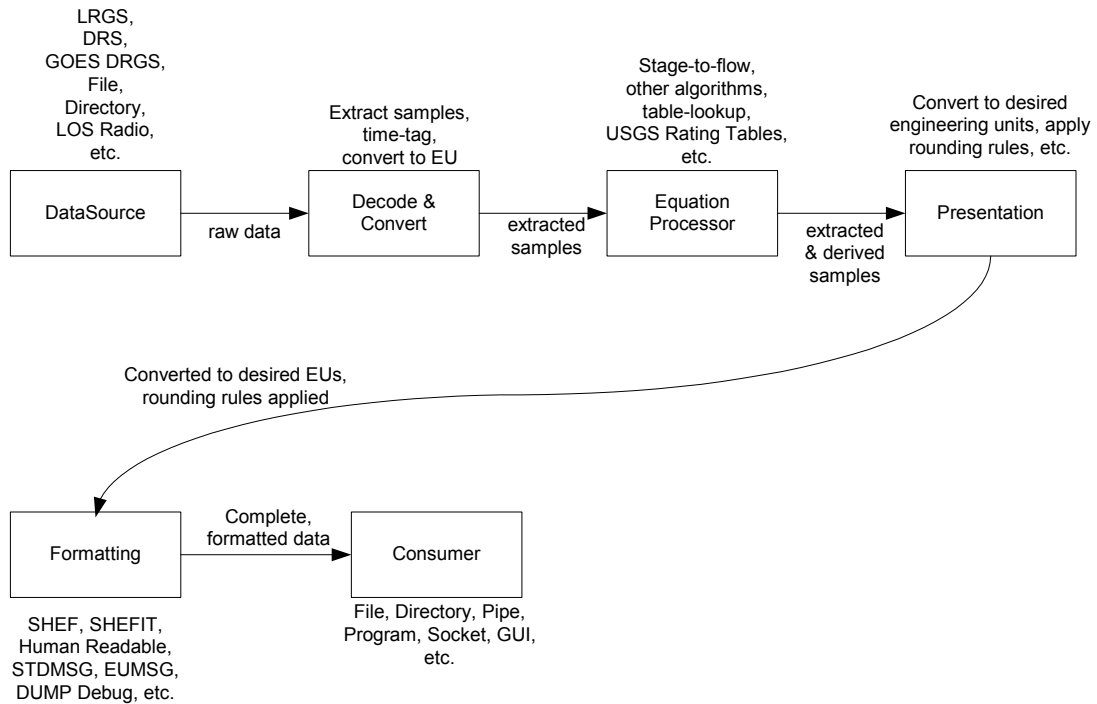 LRGS
DRS,
GOES DRGS,
File,
Directory,
LOS Radio,
etc.
DataSource
raw data
Extract samples,
time-tag,
convert to EU
Decode &
Convert
extracted
samples
Stage-to-flow,
other algorithms,
table-lookup,
USGS Rating Tables,
etc.
Equation
Processor
extracted
& derived
samples
Convert to desired
engineering units, apply
rounding rules, etc.
Presentation
Converted to desired EUs,
rounding rules applied
Formatting
SHEF, SHEFIT,
Human Readable,
STDMSG, EUMSG,
DUMP Debug, etc.
Complete,
formatted data
Consumer
File, Directory, Pipe,
Program, Socket, GUI,
etc.